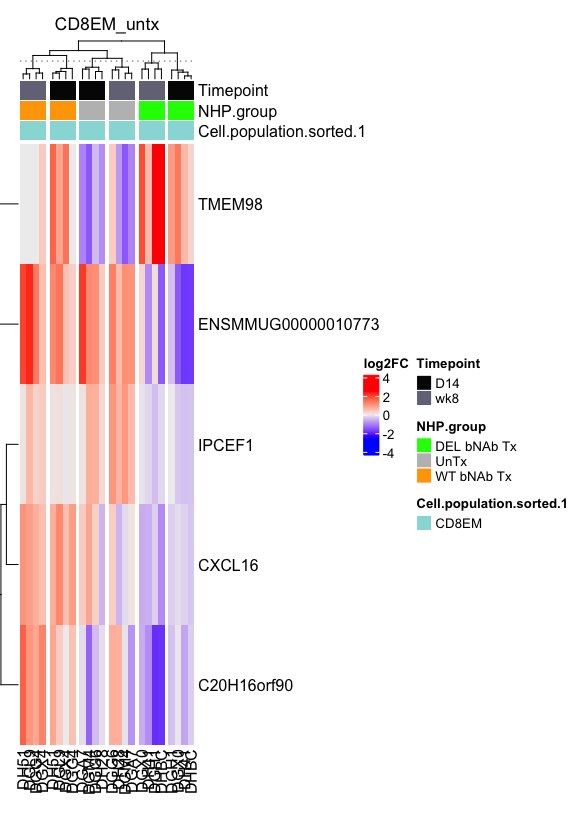 CD8EM_untx
Timepoint
NHP.group
Cell.population.sorted.1
TMEM98
ENSMMUG00000010773
IPCEF1
CXCL16
C20H16orf90
log2FC
4
2
0
-2
-4
Timepoint
D14
wk8
NHP.group
DEL bNAb Tx
UnTx
WT bNAb Tx
Cell.population.sorted.1
CD8EM